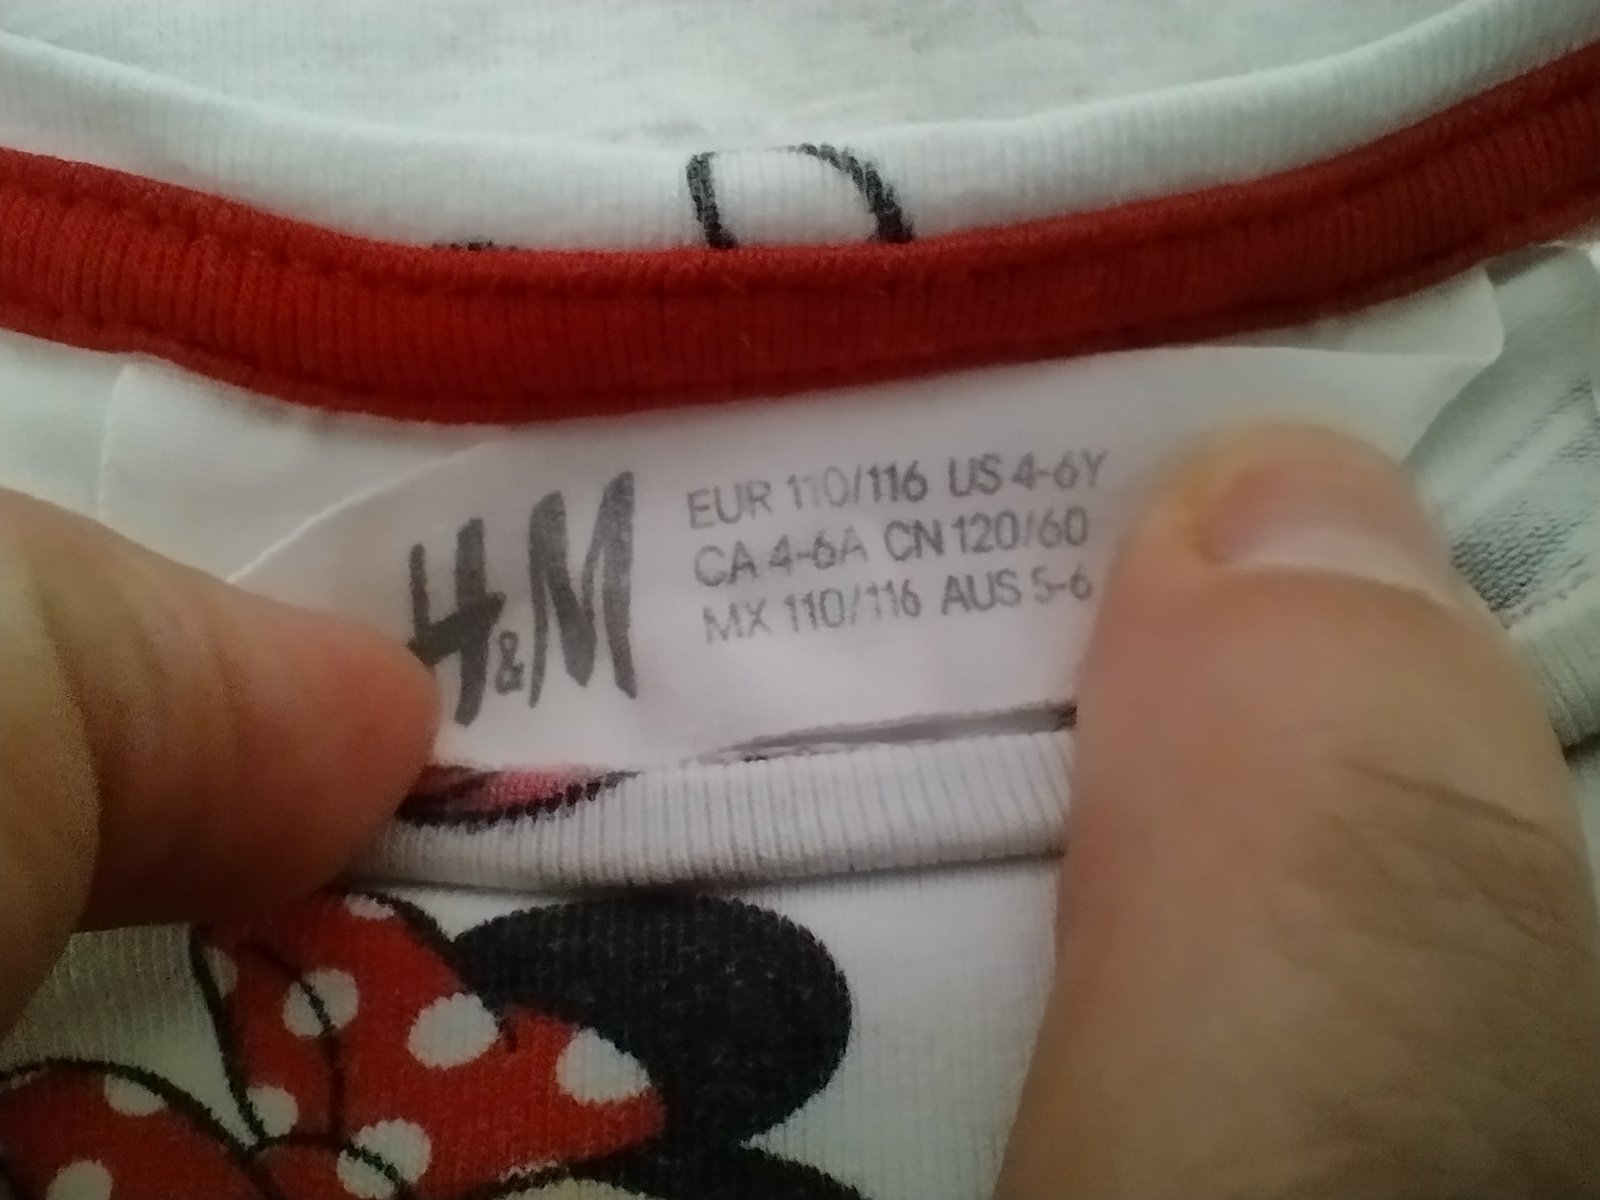 H&M
EUR 110/116 US 4-6Y
CA 4-6A CN 120/60
MX 110/116 AUS 5-6